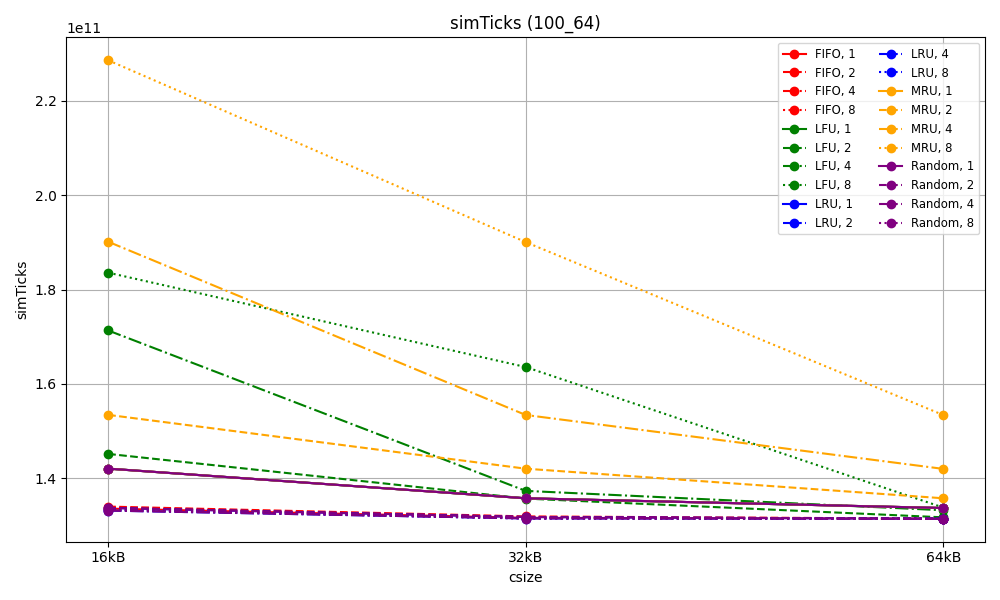 simTicks (100_64)
1e11
2.2
2.0
1.8
1.6
1.4
simTicks
16kB
32kB
64kB
csize
FIFO, 1
FIFO, 2
FIFO, 4
FIFO, 8
LFU, 1
LFU, 2
LFU, 4
LFU, 8
LRU, 1
LRU, 2
LRU, 4
LRU, 8
MRU, 1
MRU, 2
MRU, 4
MRU, 8
Random, 1
Random, 2
Random, 4
Random, 8